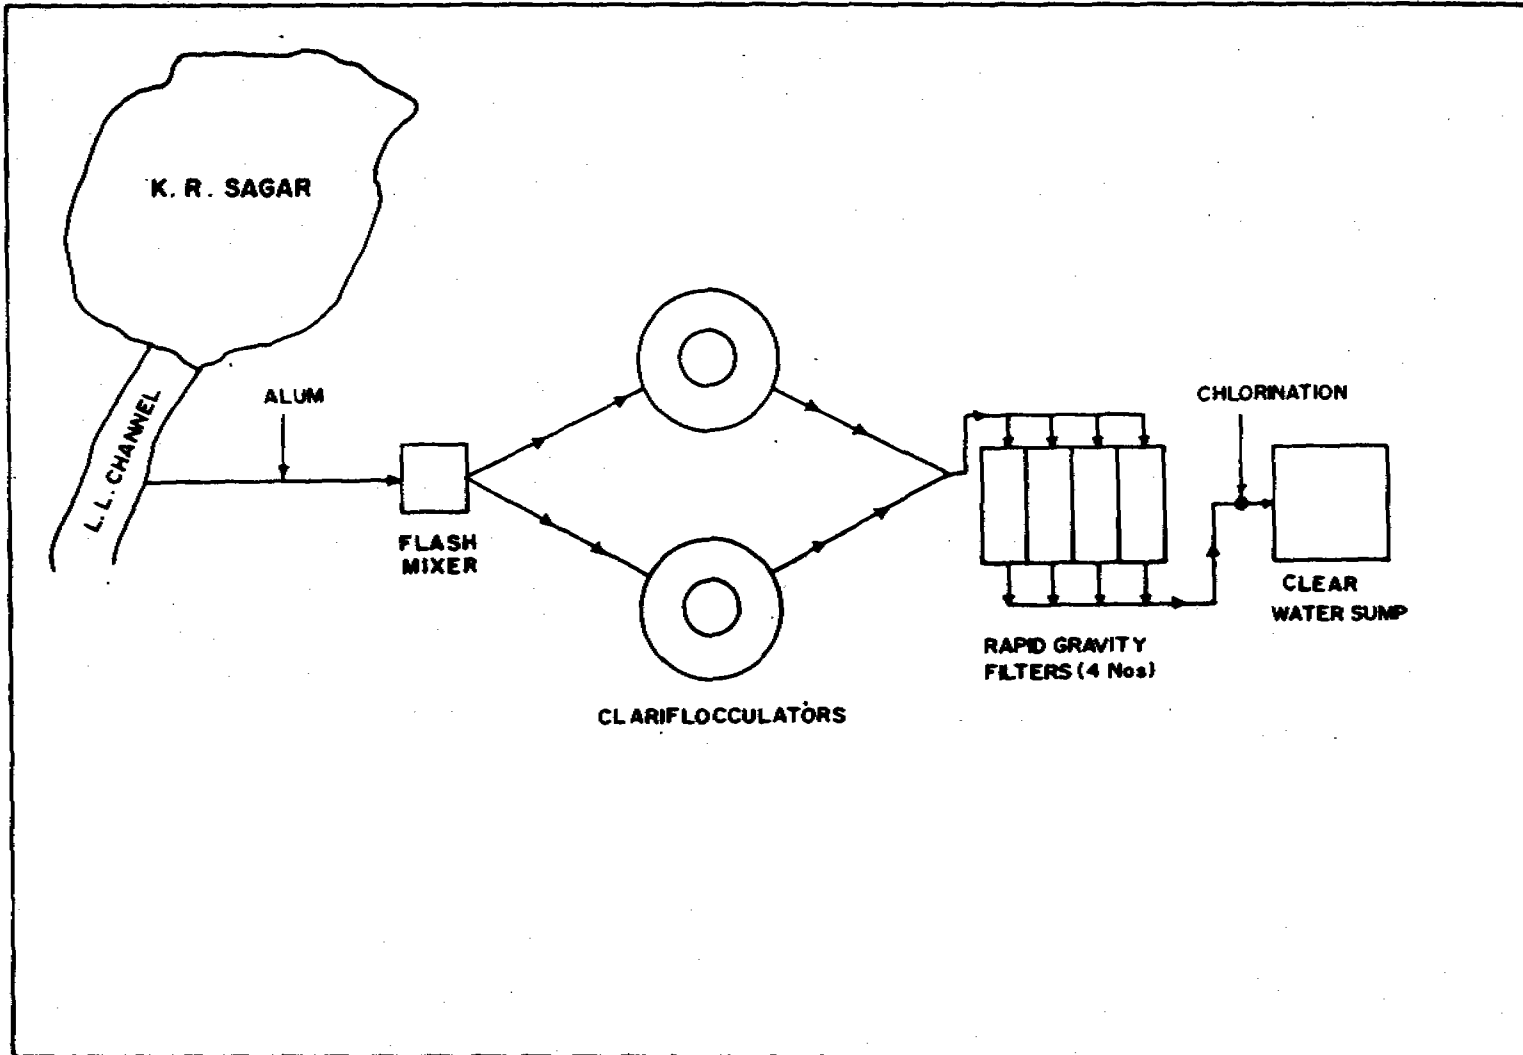 K. R. SAGAR
L. L. CHANNEL
ALUM
FLASH
MIXER
CLARIFLOCCULATORS
RAPID GRAVITY
FILTERS (4 Nos)
CHLORINATION
CLEAR
WATER SUMP